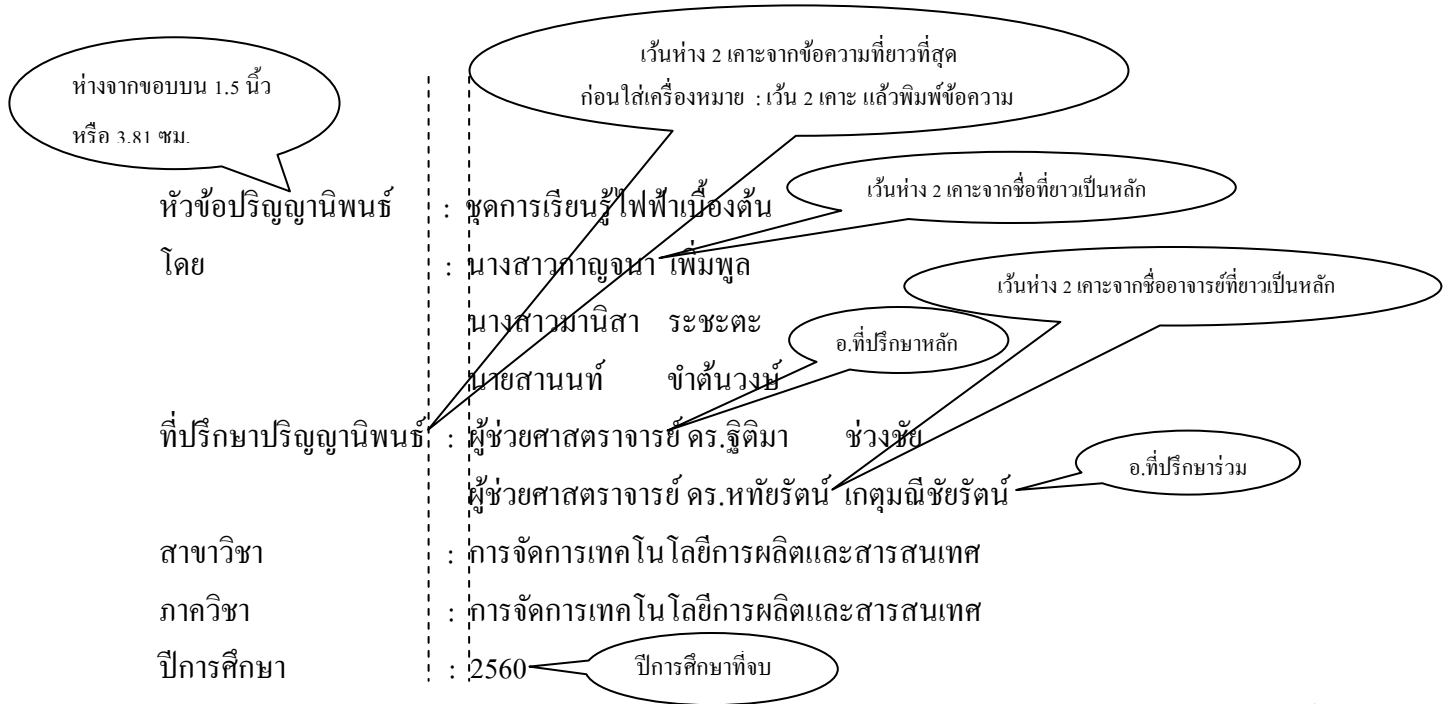 เว้นห่าง 2 เคาะจากข้อความที่ยาวที่สุด
ก่อนใส่เครื่องหมาย : เว้น 2 เคาะ แล้วพิมพ์ข้อความ
ห่างจากขอบบน 1.5 นิ้ว
หรือ 3.81 ซม.
เว้นห่าง 2 เคาะจากชื่อที่ยาวเป็นหลัก
หัวข้อปริญญานิพนธ์ : ชุดการเรียนรู้ไฟฟ้าเบื้องต้น
โดย : นางสาวกาญจนา เพิ่มพูล
เว้นห่าง 2 เคาะจากชื่ออาจารย์ที่ยาวเป็นหลัก
นางสาวมานิสา ระชะตะ
อ.ที่ปรึกษาหลัก
นายสานนท์ ขำต้นวงษ์
ที่ปรึกษาปริญญานิพนธ์ : ผู้ช่วยศาสตราจารย์ ดร.ฐิติมา ช่วงชัย
อ.ที่ปรึกษาร่วม
ผู้ช่วยศาสตราจารย์ ดร.หทัยรัตน์ เกตุมณีชัยรัตน์
สาขาวิชา : การจัดการเทคโนโลยีการผลิตและสารสนเทศ
ภาควิชา : การจัดการเทคโนโลยีการผลิตและสารสนเทศ
ปีการศึกษา : 2560 ปีการศึกษาที่จบ